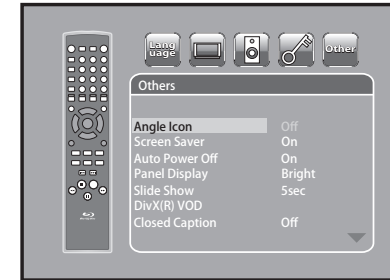 Lang
uage
Other
Others
Angle Icon Off
Screen Saver On
Auto Power Off On
Panel Display Bright
Slide Show 5sec
DivX(R) VOD
Closed Caption Off